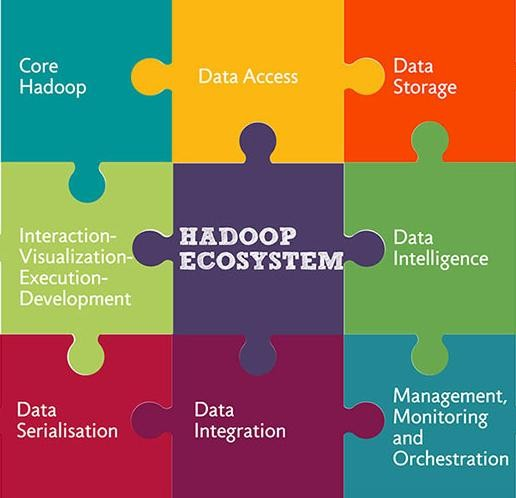 Core
Hadoop
Data Access
Data
Storage
Interaction-
Visualization-
Execution-
Development
HADOOP
ECOSYSTEM
Data
Intelligence
Data
Serialisation
Data
Integration
Management,
Monitoring
and
Orchestration